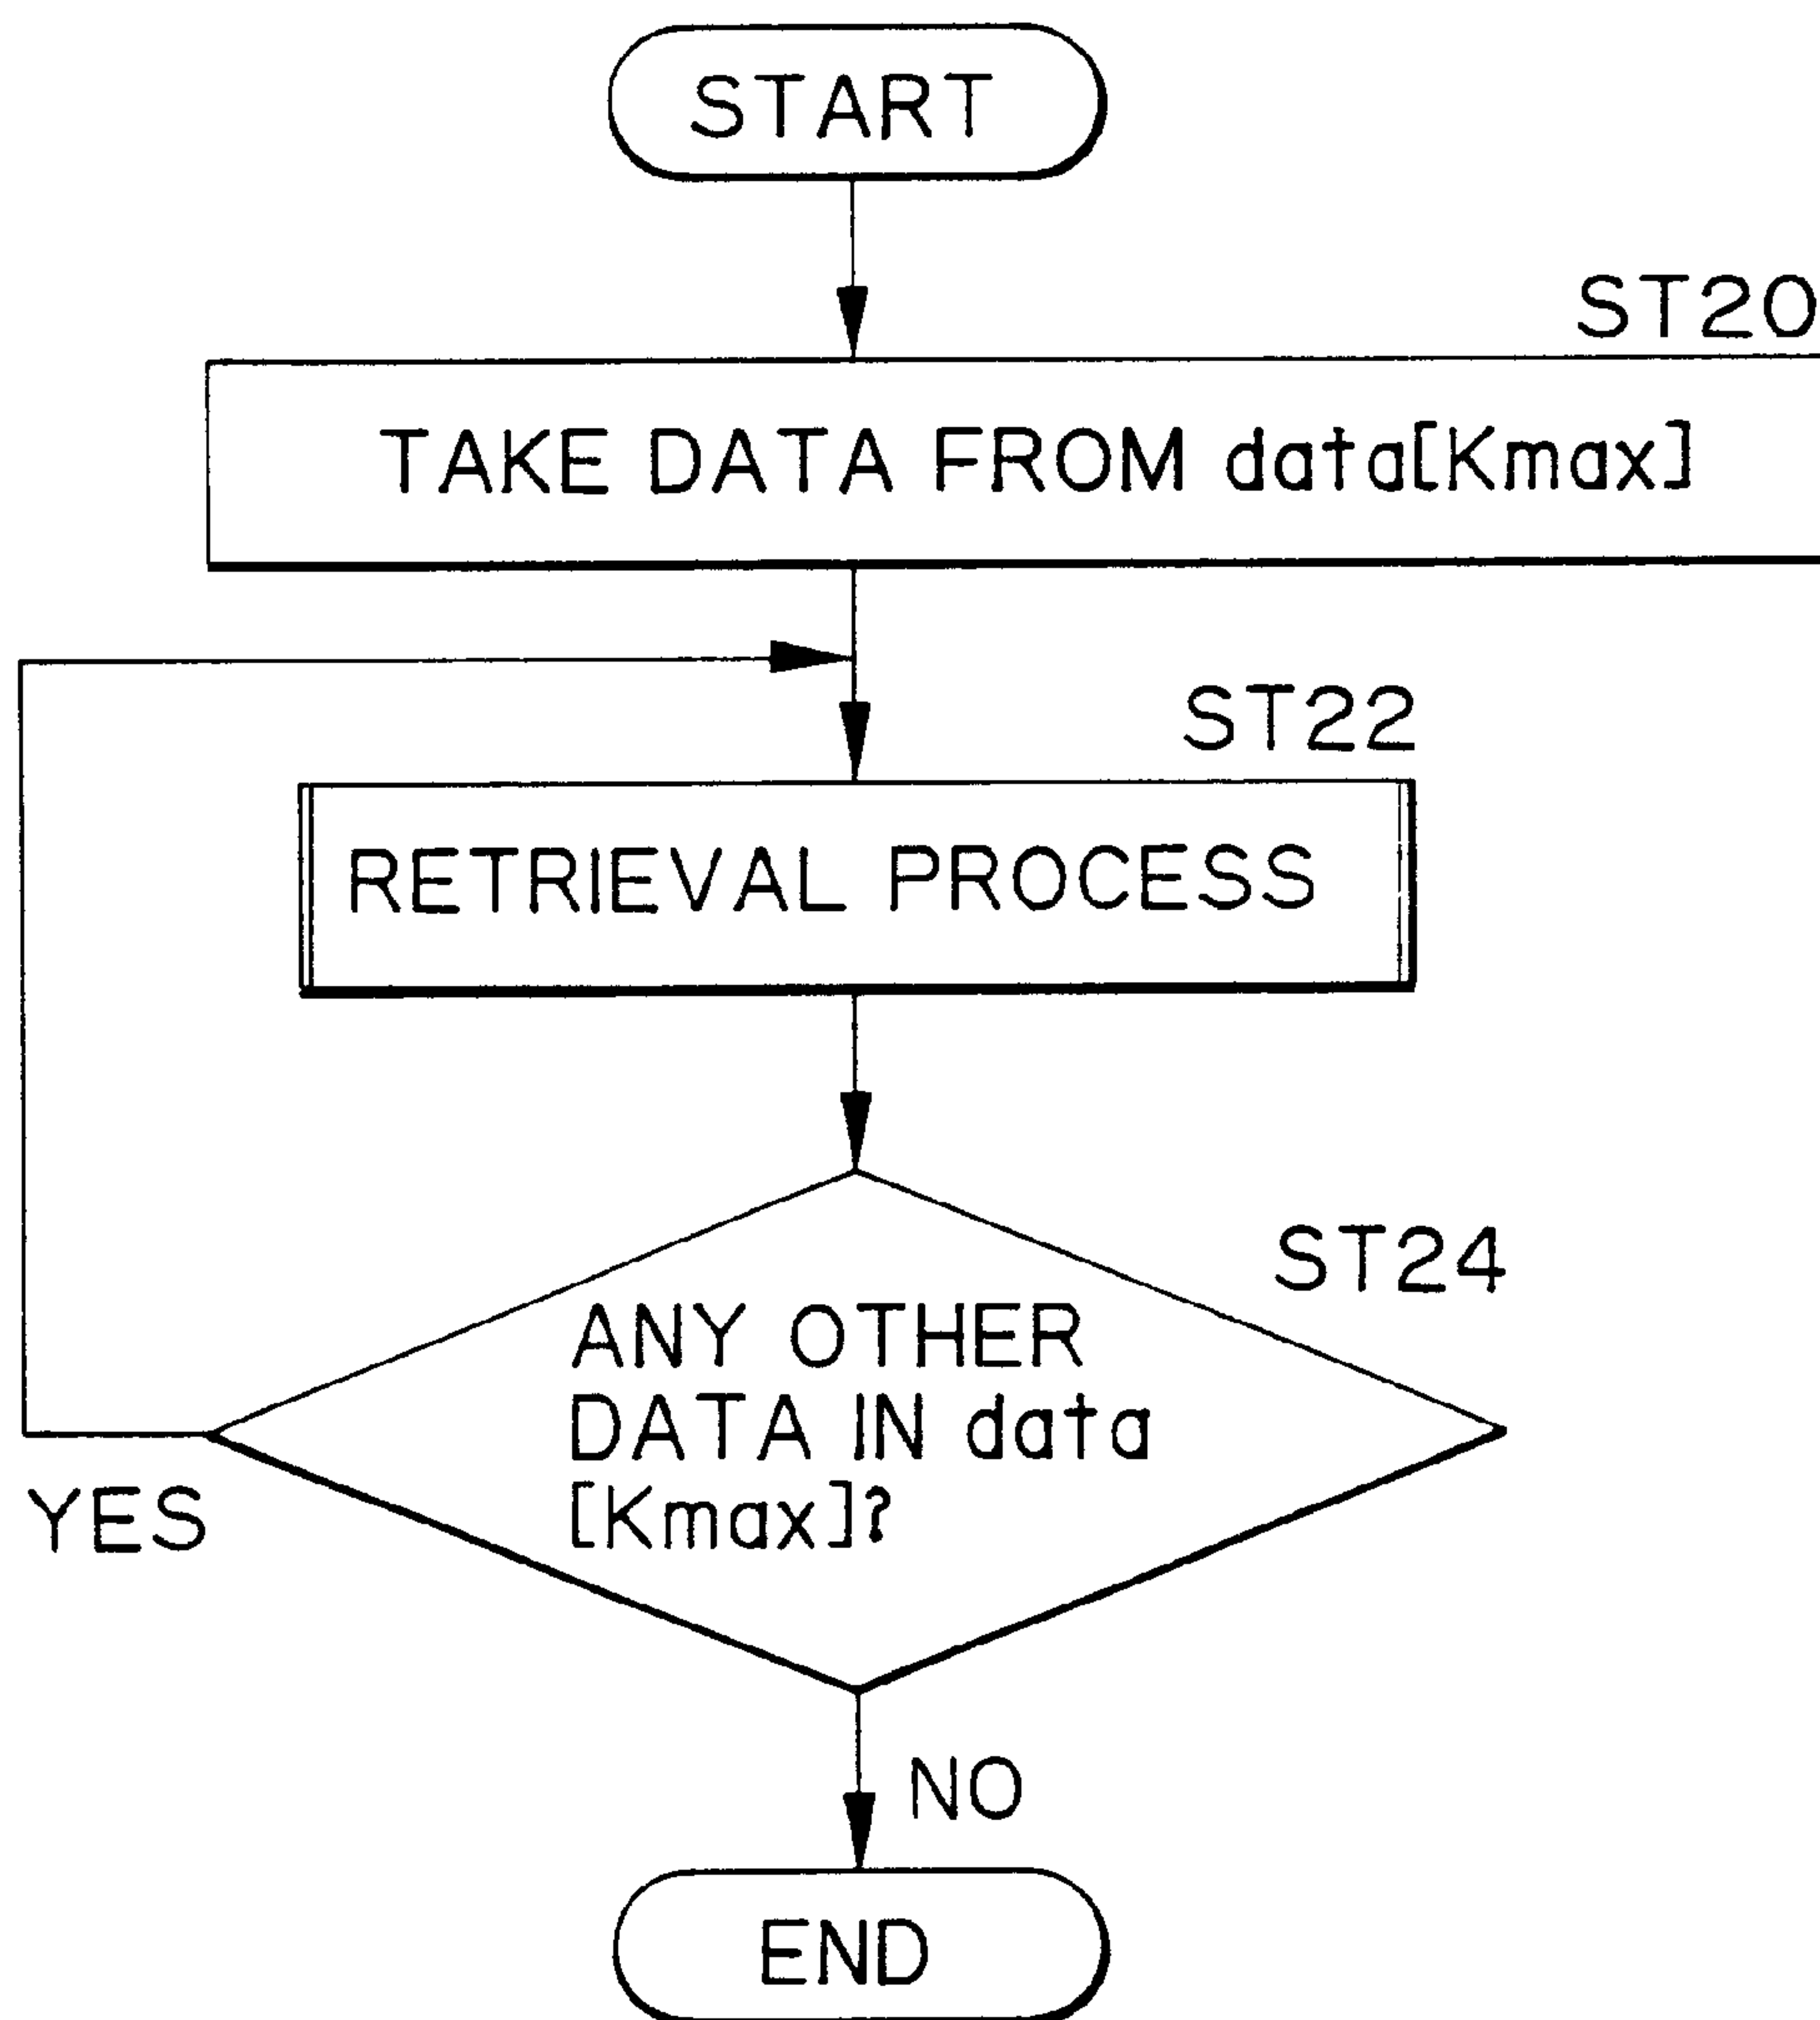 START
ST20
TAKE DATA FROM data[Kmax]
ST22
RETRIEVAL PROCESS
ST24
ANY OTHER
DATA IN data
[Kmax]?
YES
NO
END